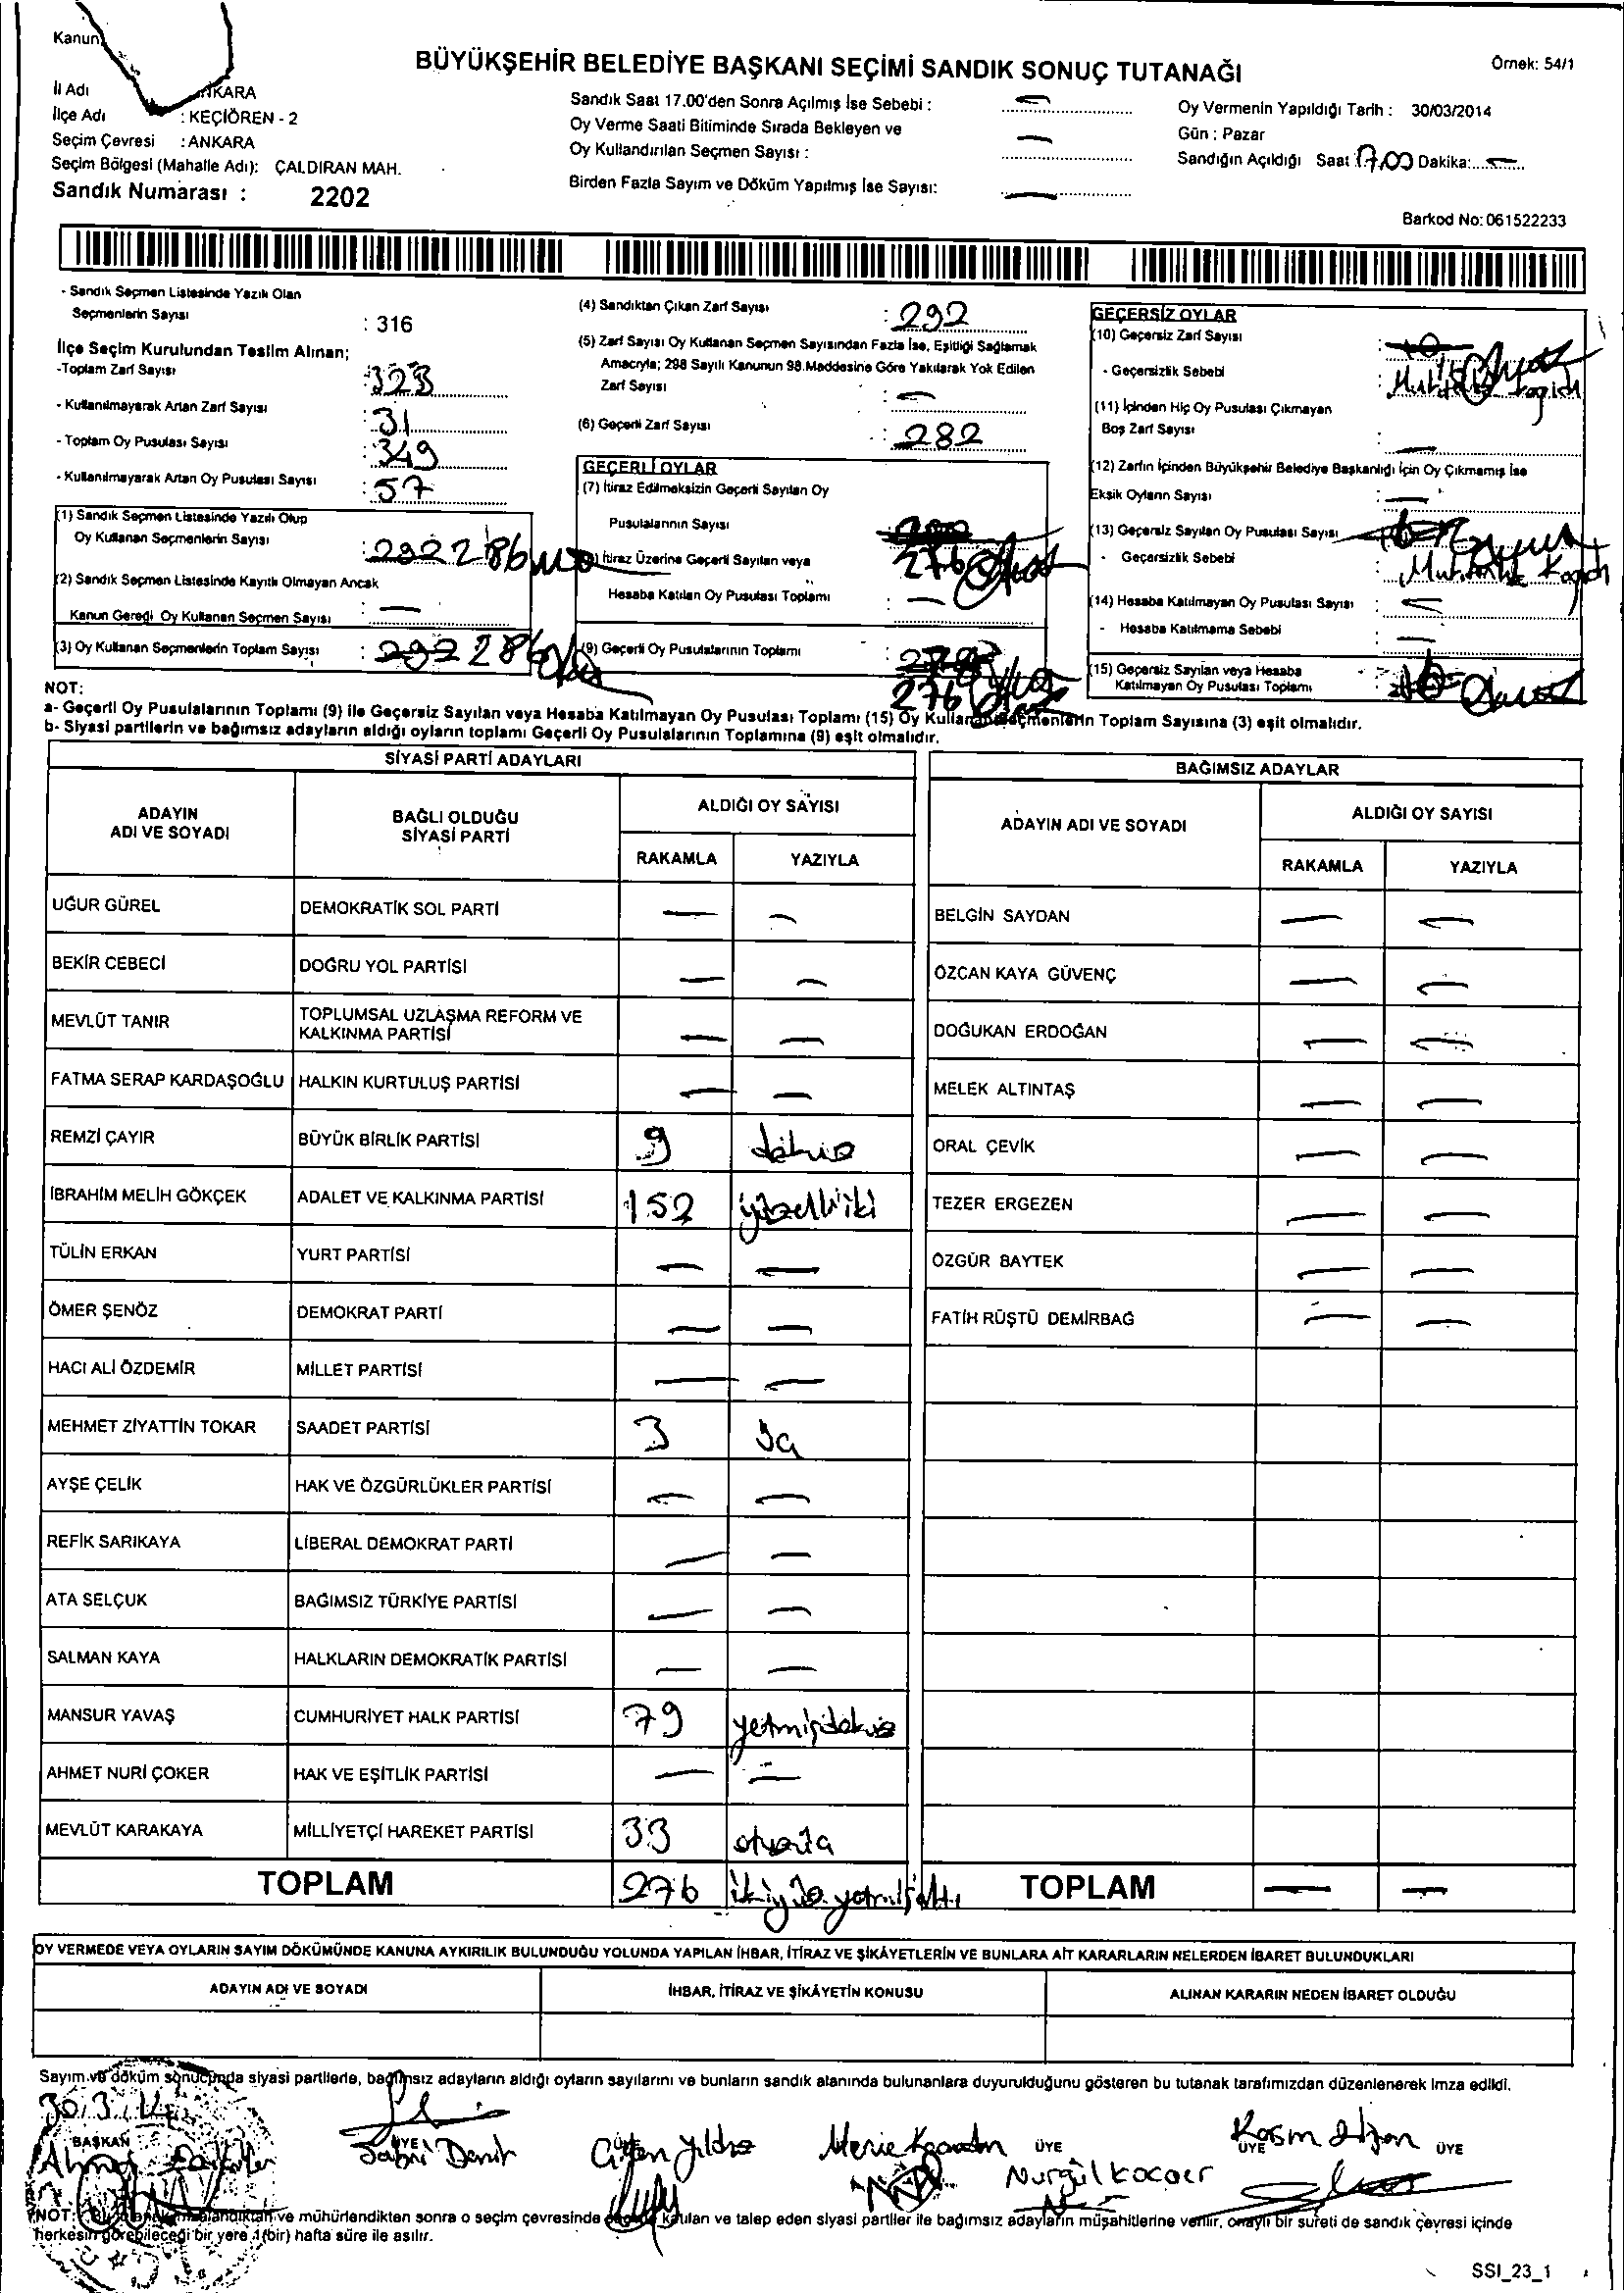 Kanun
BÜYÜKŞEHİR BELEDİYE BAŞKANI SEÇİMİ SANDIK SONUÇ TUTANAĞI
Örnek: 54/1
İli Adı ANKARA
İlçe Adı : KEÇİÖREN - 2
Seçim Çevresi : ANKARA
Seçim Bölgesi (Mahalle Adı): ÇALDIRAN MAH.
Sandık Numarası : 2202
Sandık Saat 17.00'den Sonra Açılmış İse Sebebi : —
Oy Verme Saati Bitiminde Sırada Bekleyen ve
Oy Kullandırılan Seçmen Sayısı : —
Birden Fazla Sayım ve Döküm Yapılmış İse Sayısı: —
Oy Vermenin Yapıldığı Tarih : 30/03/2014
Gün : Pazar
Sandığın Açıldığı Saat 17.00 Dakika: —
Barkod No: 061522233
- Sandık Seçmen Listesinde Yazılı Olan
Seçmenlerin Sayısı : 316
İlçe Seçim Kurulundan Teslim Alınan;
-Toplam Zarf Sayısı : 323
- Kullanılmayarak Artan Zarf Sayısı : 31
- Toplam Oy Pusulası Sayısı : 349
- Kullanılmayarak Artan Oy Pusulası Sayısı : 57
(1) Sandık Seçmen Listesinde Yazılı Olup
Oy Kullanan Seçmenlerin Sayısı : 292 286
(2) Sandık Seçmen Listesinde Kayıtlı Olmayan Ancak
Kanun Gereği Oy Kullanan Seçmen Sayısı : —
(3) Oy Kullanan Seçmenlerin Toplam Sayısı : 292 286
(4) Sandıktan Çıkan Zarf Sayısı : 292
(5) Zarf Sayısı Oy Kullanan Seçmen Sayısından Fazla İse, Eşitliği Sağlamak
Amacıyla; 298 Sayılı Kanunun 98.Maddesine Göre Yakılarak Yok Edilen
Zarf Sayısı : —
(6) Geçerli Zarf Sayısı : 282
GEÇERLİ OYLAR
(7) İtiraz Edilmeksizin Geçerli Sayılan Oy
Pusulalarının Sayısı 276
İtiraz Üzerine Geçerli Sayılan veya
Hesaba Katılan Oy Pusulası Toplamı : —
(9) Geçerli Oy Pusulalarının Toplamı : 276
GEÇERSİZ OYLAR
(10) Geçersiz Zarf Sayısı : 10
- Geçersizlik Sebebi :
(11) İçinden Hiç Oy Pusulası Çıkmayan
Boş Zarf Sayısı : —
(12) Zarfın İçinden Büyükşehir Belediye Başkanlığı İçin Oy Çıkmamış İse
Eksik Oyların Sayısı : —
(13) Geçersiz Sayılan Oy Pusulası Sayısı
- Geçersizlik Sebebi :
(14) Hesaba Katılmayan Oy Pusulası Sayısı : —
- Hesaba Katılmama Sebebi : —
(15) Geçersiz Sayılan veya Hesaba
Katılmayan Oy Pusulası Toplamı : 10
NOT:
a- Geçerli Oy Pusulalarının Toplamı (9) ile Geçersiz Sayılan veya Hesaba Katılmayan Oy Pusulası Toplamı (15) Oy Kullanan Seçmenlerin Toplam Sayısına (3) eşit olmalıdır.
b- Siyasi partilerin ve bağımsız adayların aldığı oyların toplamı Geçerli Oy Pusulalarının Toplamına (9) eşit olmalıdır.
SİYASİ PARTİ ADAYLARI
ADAYIN ADI VE SOYADI
BAĞLI OLDUĞU SİYASİ PARTİ
ALDIĞI OY SAYISI
RAKAMLA YAZIYLA
UĞUR GÜREL DEMOKRATİK SOL PARTİ — —
BEKİR CEBECİ DOĞRU YOL PARTİSİ — —
MEVLÜT TANIR TOPLUMSAL UZLAŞMA REFORM VE KALKINMA PARTİSİ — —
FATMA SERAP KARDAŞOĞLU HALKIN KURTULUŞ PARTİSİ — —
REMZİ ÇAYIR BÜYÜK BİRLİK PARTİSİ 9 dokuz
İBRAHİM MELİH GÖKÇEK ADALET VE KALKINMA PARTİSİ 152 yüzelliiki
TÜLİN ERKAN YURT PARTİSİ — —
ÖMER ŞENÖZ DEMOKRAT PARTİ — —
HACI ALİ ÖZDEMİR MİLLET PARTİSİ — —
MEHMET ZİYATTİN TOKAR SAADET PARTİSİ 3 üç
AYŞE ÇELİK HAK VE ÖZGÜRLÜKLER PARTİSİ — —
REFİK SARIKAYA LİBERAL DEMOKRAT PARTİ — —
ATA SELÇUK BAĞIMSIZ TÜRKİYE PARTİSİ — —
SALMAN KAYA HALKLARIN DEMOKRATİK PARTİSİ — —
MANSUR YAVAŞ CUMHURİYET HALK PARTİSİ 79 yetmişdokuz
AHMET NURİ ÇOKER HAK VE EŞİTLİK PARTİSİ — —
MEVLÜT KARAKAYA MİLLİYETÇİ HAREKET PARTİSİ 33 otuzüç
TOPLAM 276 ikiyüz yetmişaltı
BAĞIMSIZ ADAYLAR
ADAYIN ADI VE SOYADI
ALDIĞI OY SAYISI
RAKAMLA YAZIYLA
BELGİN SAYDAN — —
ÖZCAN KAYA GÜVENÇ — —
DOĞUKAN ERDOĞAN — —
MELEK ALTINTAŞ — —
ORAL ÇEVİK — —
TEZER ERGEZEN — —
ÖZGÜR BAYTEK — —
FATİH RÜŞTÜ DEMİRBAĞ — —
TOPLAM — —
OY VERMEDE VEYA OYLARIN SAYIM DÖKÜMÜNDE KANUNA AYKIRILIK BULUNDUĞU YOLUNDA YAPILAN İHBAR, İTİRAZ VE ŞİKÂYETLERİN VE BUNLARA AİT KARARLARIN NELERDEN İBARET BULUNDUKLARI
ADAYIN ADI VE SOYADI İHBAR, İTİRAZ VE ŞİKÂYETİN KONUSU ALINAN KARARIN NEDEN İBARET OLDUĞU
Sayım ve döküm sonucunda siyasi partilerle, bağımsız adayların aldığı oyların sayılarını ve bunların sandık alanında bulunanlara duyurulduğunu gösteren bu tutanak tarafımızdan düzenlenerek imza edildi.
30.3.14
BAŞKAN ÜYE ÜYE ÜYE ÜYE
Sabri Demir
Nurgül Kocaer
NOT: ve mühürlendikten sonra o seçim çevresinde katılan ve talep eden siyasi partiler ile bağımsız adayların müşahitlerine verilir, onaylı bir sureti de sandık çevresi içinde
herkesin görebileceği bir yere 1(bir) hafta süre ile asılır.
SSI_23_1